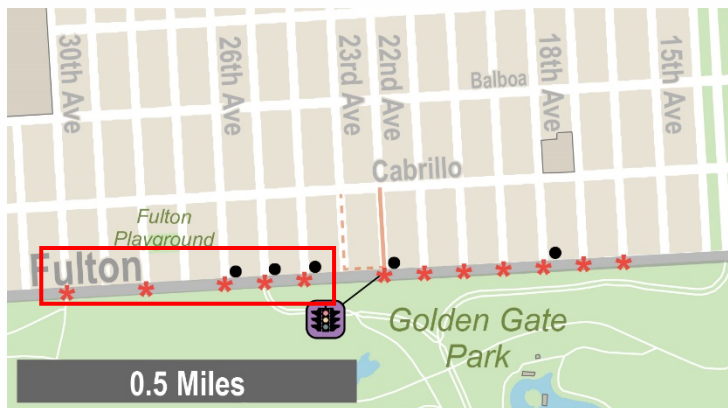 30th Ave
26th Ave
23rd Ave
22nd Ave
18th Ave
15th Ave
Balboa
Cabrillo
Fulton
Playground
Fulton
Golden Gate
Park
0.5 Miles